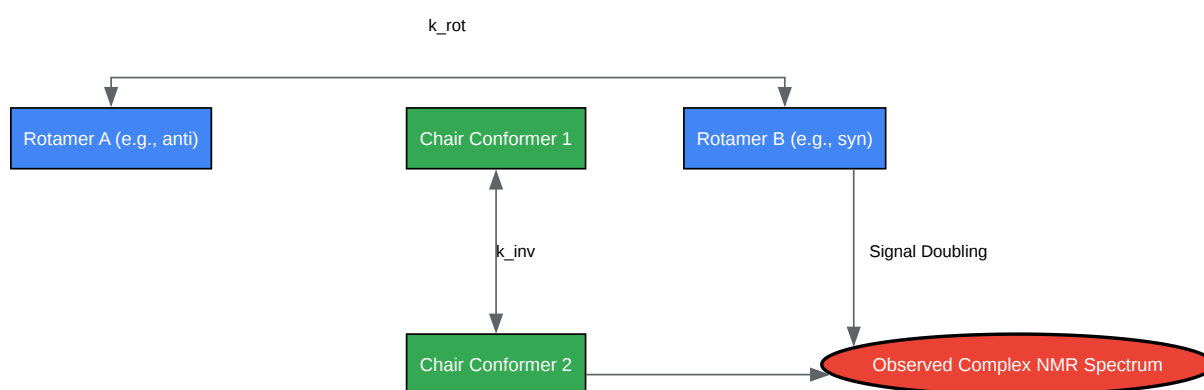 k_rot
Rotamer A (e.g., anti)
Chair Conformer 1
Rotamer B (e.g., syn)
k_inv
Signal Doubling
Chair Conformer 2
Observed Complex NMR Spectrum